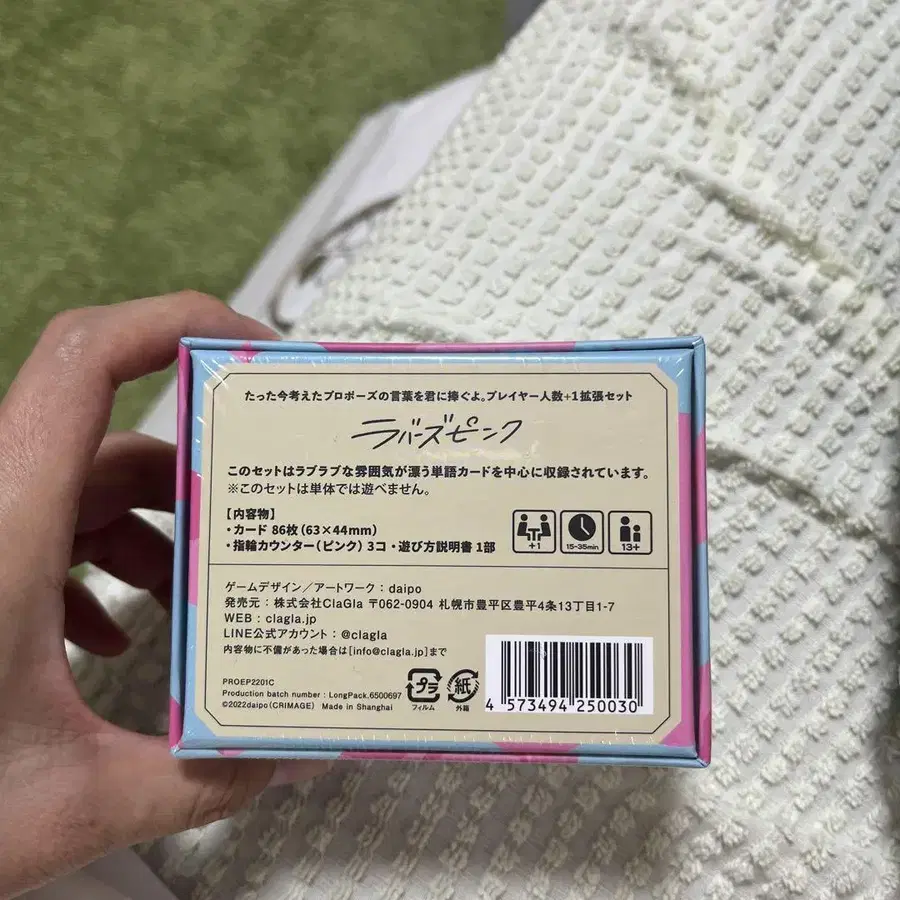 たった今考えたプロポーズの言葉を君に捧ぐよ。プレイヤー人数+1拡張セット
ラバーズピンク
このセットはラブラブな雰囲気が漂う単語カードを中心に収録されています。
※このセットは単体では遊べません。
【内容物】
・カード 86枚(63×44mm)
・指輪カウンター(ピンク) 3コ ・遊び方説明書 1部
+1 15-35min 13+
ゲームデザイン/アートワーク:daipo
発売元:株式会社ClaGla 〒062-0904 札幌市豊平区豊平4条13丁目1-7
WEB:clagla.jp
LINE公式アカウント:@clagla
内容物に不備があった場合は[info@clagla.jp]まで
PROEP2201C
Production batch number : LongPack.6500697
©2022daipo(CRIMAGE) Made in Shanghai
プラ フィルム
紙 外箱
4 573494 250030